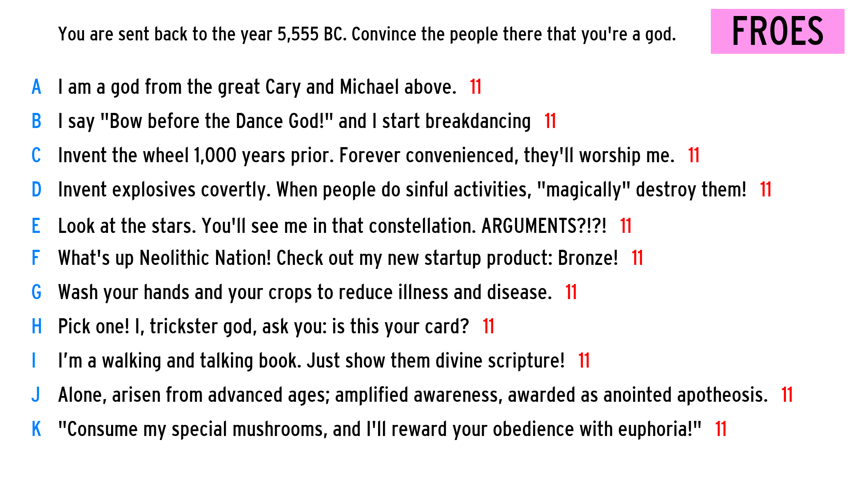 You are sent back to the year 5,555 BC. Convince the people there that you're a god.
FROES
A I am a god from the great Cary and Michael above. 11
B I say "Bow before the Dance God!" and I start breakdancing 11
C Invent the wheel 1,000 years prior. Forever convenienced, they'll worship me. 11
D Invent explosives covertly. When people do sinful activities, "magically" destroy them! 11
E Look at the stars. You'll see me in that constellation. ARGUMENTS?!?! 11
F What's up Neolithic Nation! Check out my new startup product: Bronze! 11
G Wash your hands and your crops to reduce illness and disease. 11
H Pick one! I, trickster god, ask you: is this your card? 11
I I’m a walking and talking book. Just show them divine scripture! 11
J Alone, arisen from advanced ages; amplified awareness, awarded as anointed apotheosis. 11
K "Consume my special mushrooms, and I'll reward your obedience with euphoria!" 11